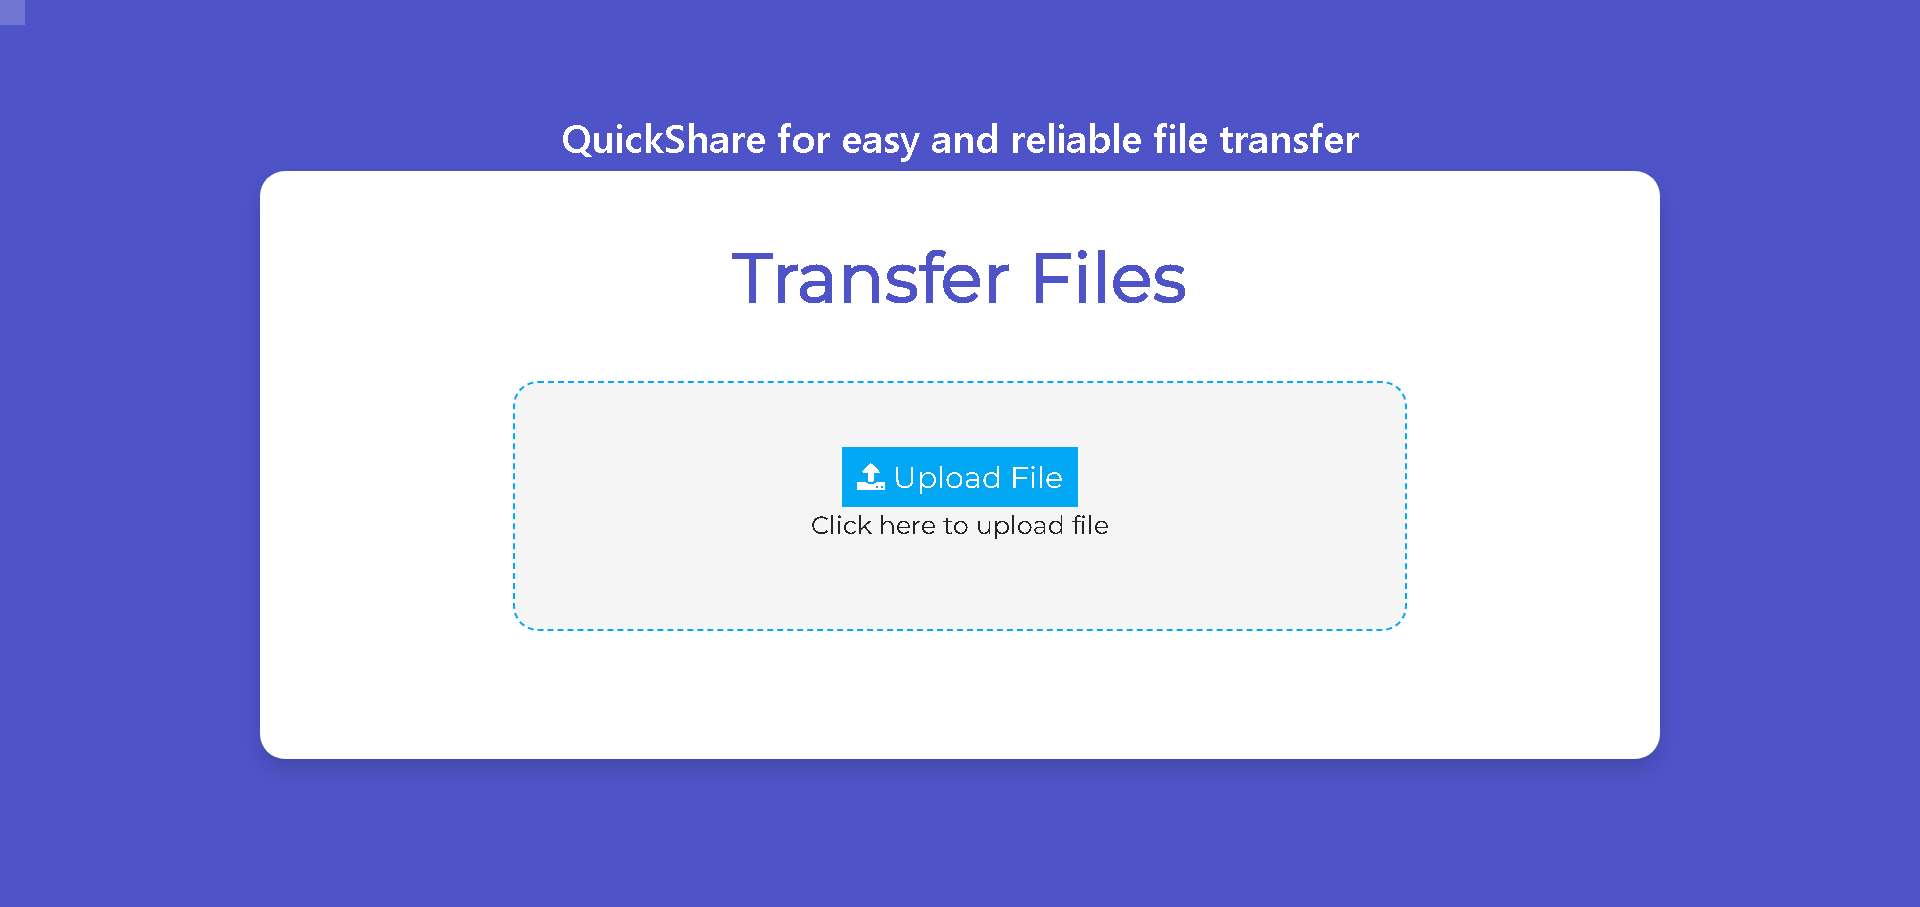 QuickShare for easy and reliable file transfer
Transfer Files
Upload File
Click here to upload file